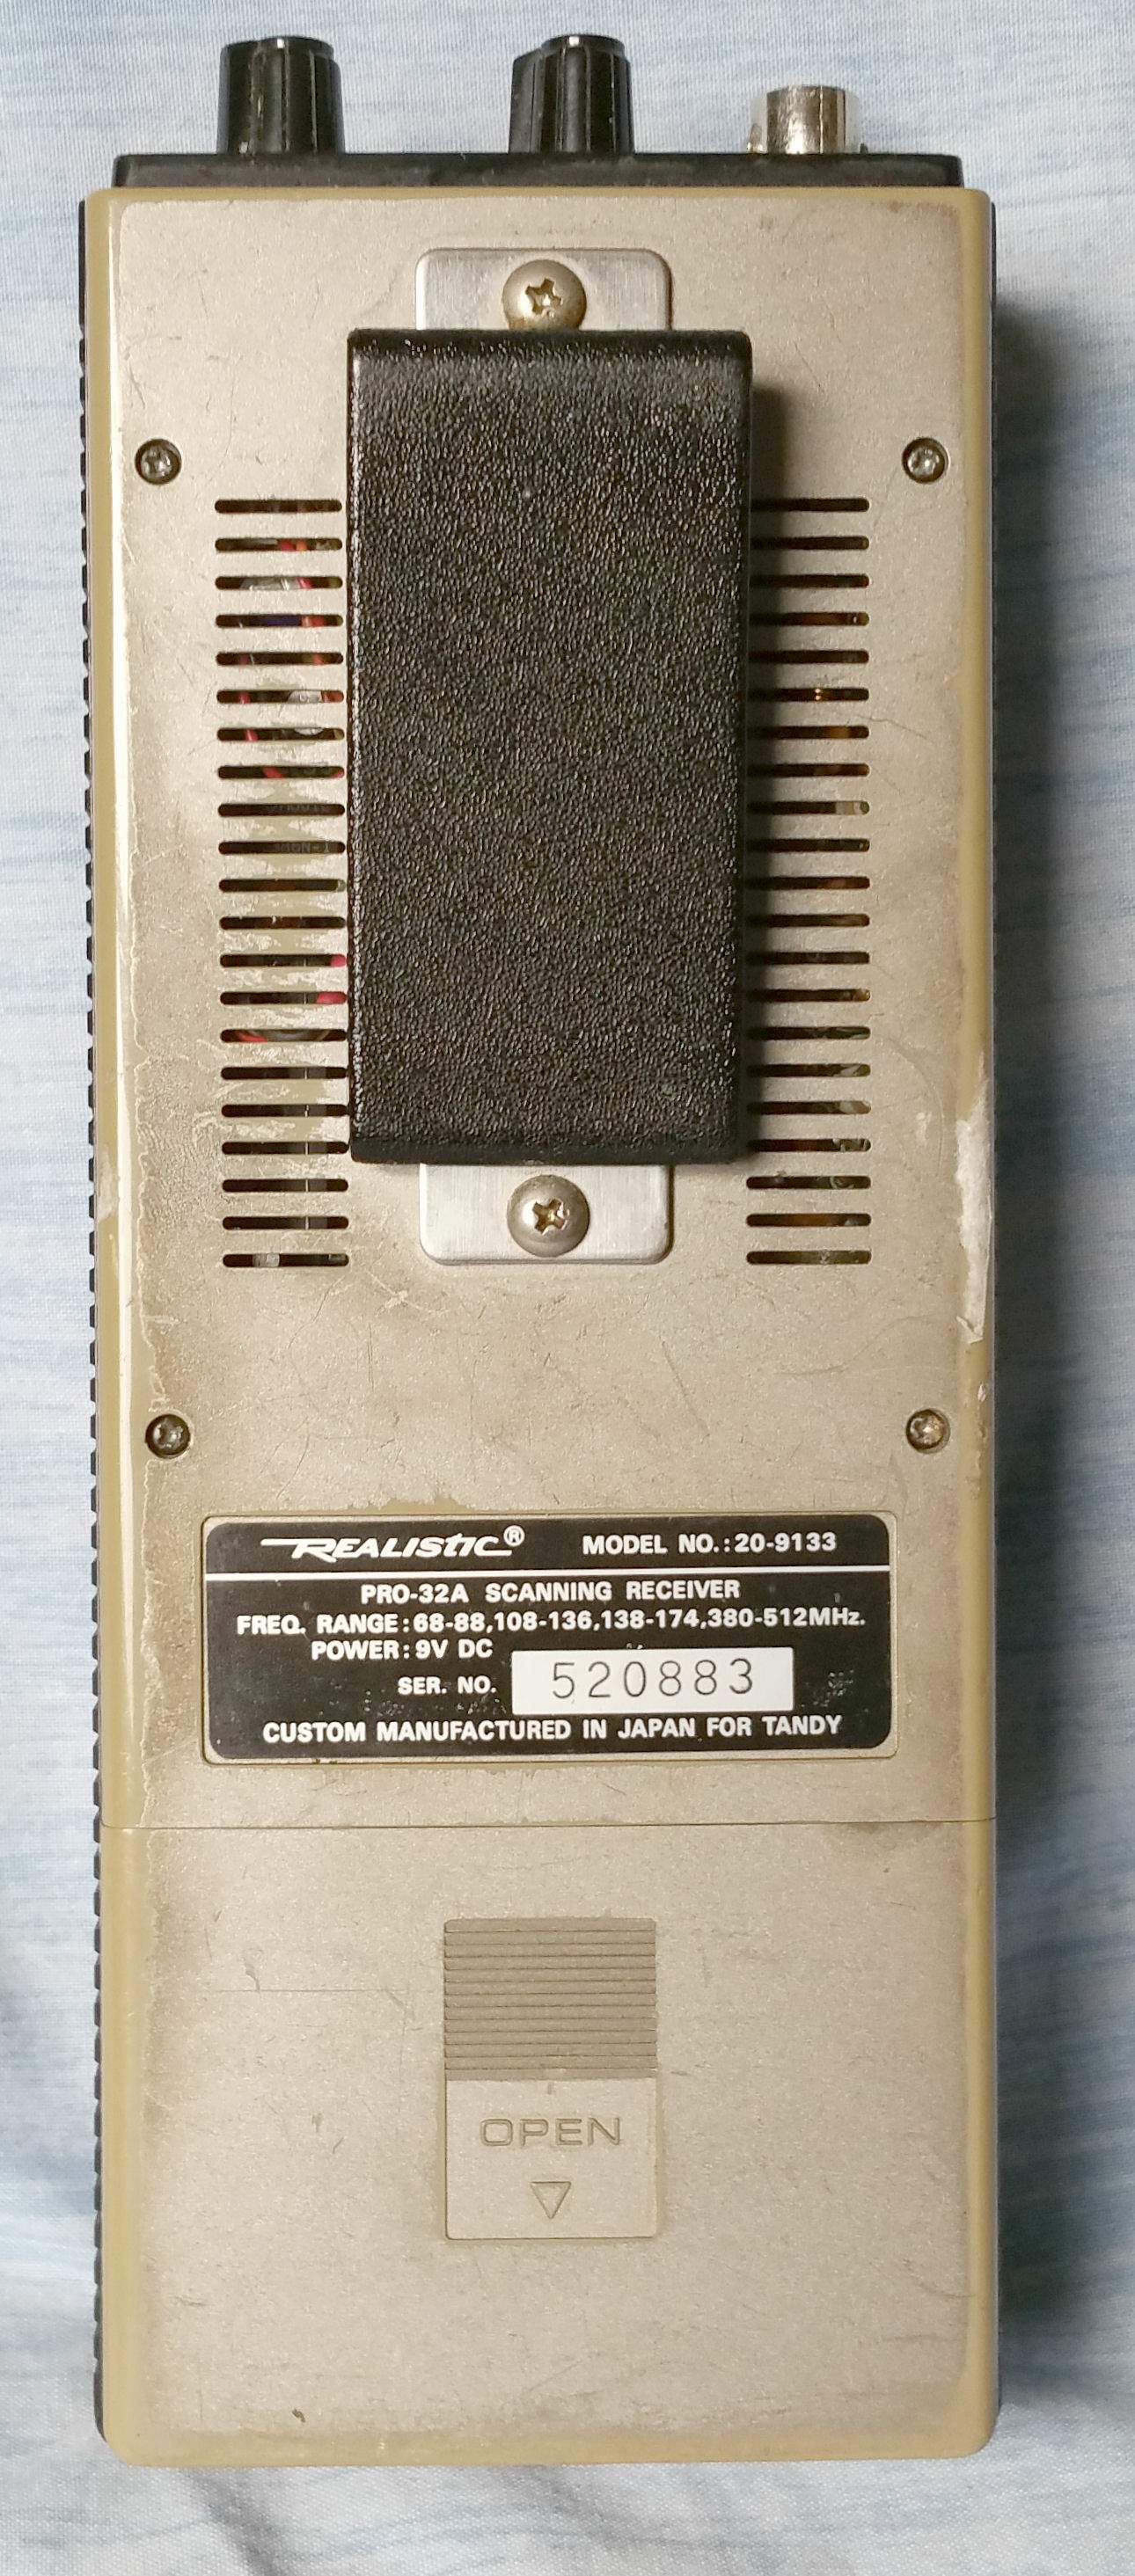 REALISTIC® MODEL NO.:20-9133
PRO-32A SCANNING RECEIVER
FREQ. RANGE:68-88,108-136,138-174,380-512MHz.
POWER:9V DC
SER. NO. 520883
CUSTOM MANUFACTURED IN JAPAN FOR TANDY
OPEN